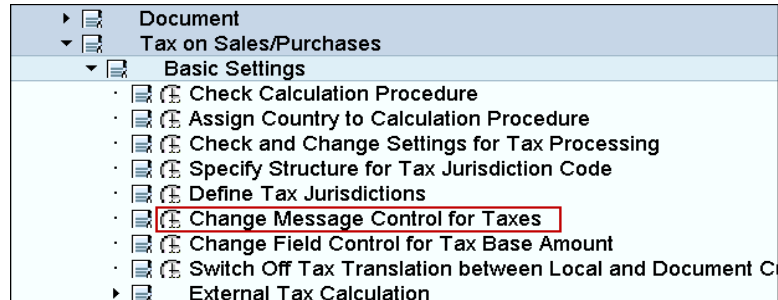 Document
Tax on Sales/Purchases
Basic Settings
Check Calculation Procedure
Assign Country to Calculation Procedure
Check and Change Settings for Tax Processing
Specify Structure for Tax Jurisdiction Code
Define Tax Jurisdictions
Change Message Control for Taxes
Change Field Control for Tax Base Amount
Switch Off Tax Translation between Local and Document
External Tax Calculation